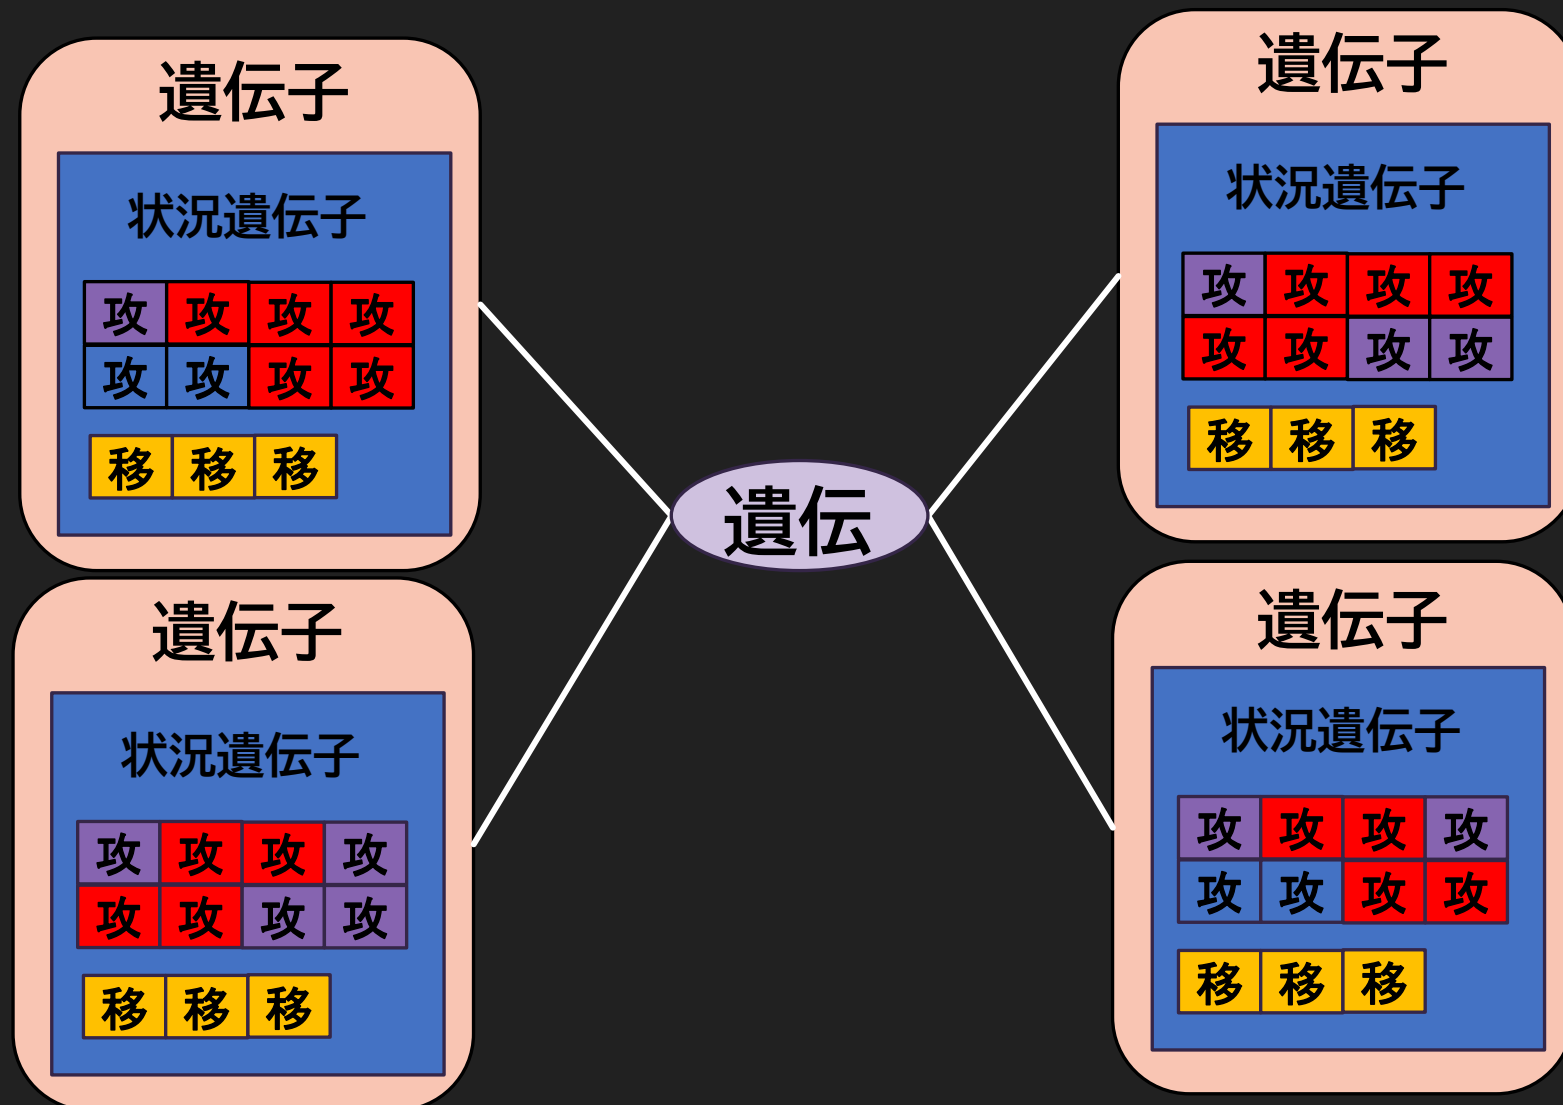 遺伝子
状況遺伝子
攻 攻 攻 攻
攻 攻 攻 攻
移 移 移
遺伝子
状況遺伝子
攻 攻 攻 攻
攻 攻 攻 攻
移 移 移
遺伝
遺伝子
状況遺伝子
攻 攻 攻 攻
攻 攻 攻 攻
移 移 移
遺伝子
状況遺伝子
攻 攻 攻 攻
攻 攻 攻 攻
移 移 移